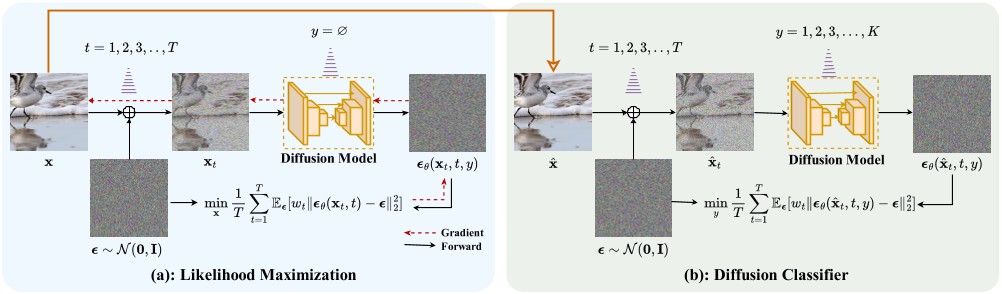 t = 1, 2, 3, . . , T
y = ∅
x
x_t
Diffusion Model
ϵ_θ(x_t, t, y)
min_x 1/T ∑_{t=1}^{T} 𝔼_ϵ[w_t‖ϵ_θ(x_t, t) − ϵ‖_2^2]
ϵ ∼ 𝒩(0, I)
Gradient
Forward
(a): Likelihood Maximization
t = 1, 2, 3, . . , T
y = 1, 2, 3, . . . , K
x̂
x̂_t
Diffusion Model
ϵ_θ(x̂_t, t, y)
min_y 1/T ∑_{t=1}^{T} 𝔼_ϵ[w_t‖ϵ_θ(x̂_t, t, y) − ϵ‖_2^2]
ϵ ∼ 𝒩(0, I)
(b): Diffusion Classifier